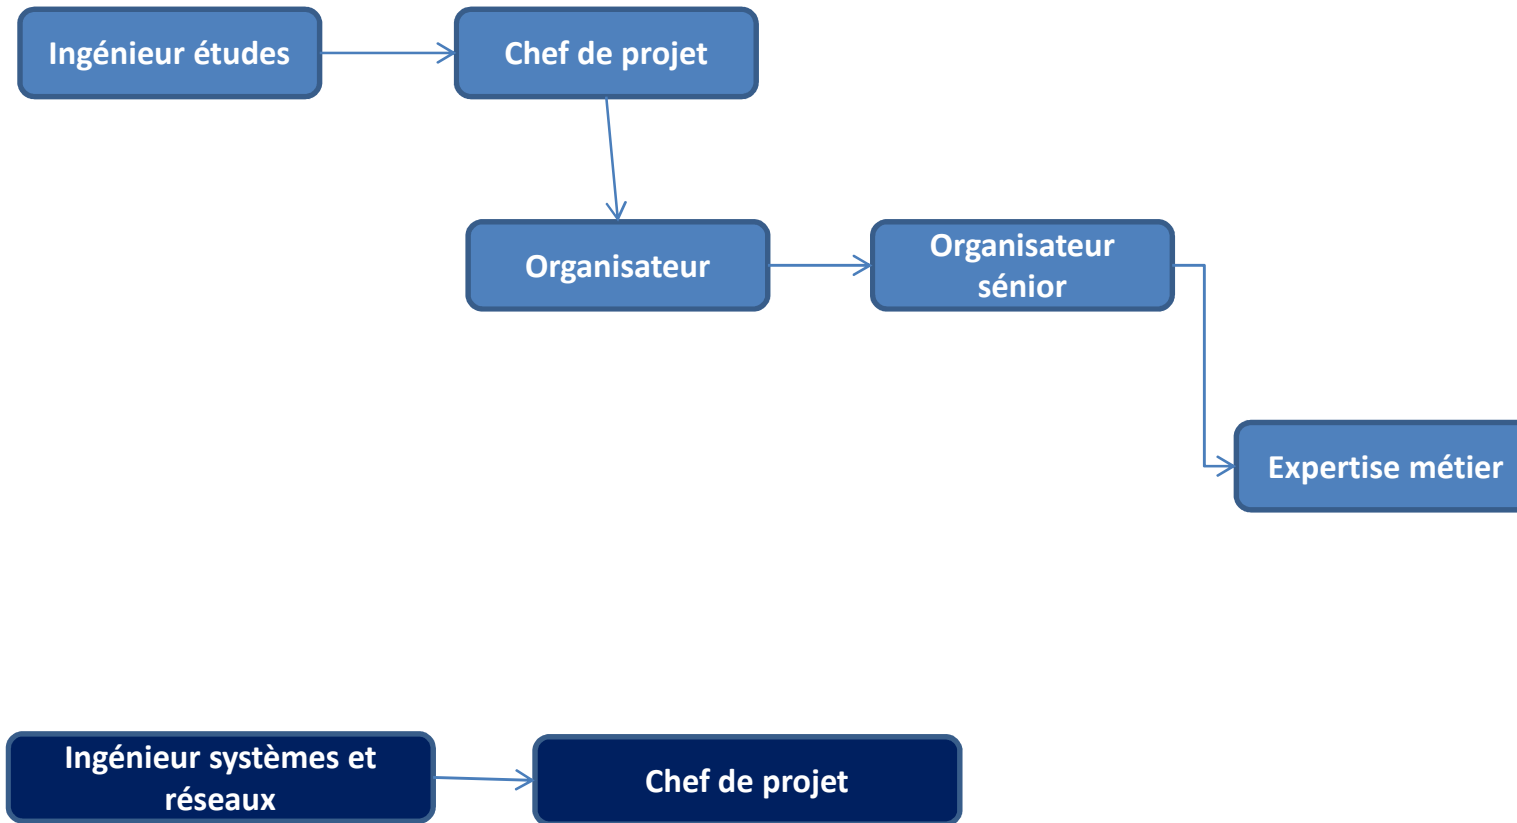 Ingénieur études
Chef de projet
Organisateur
Organisateur
sénior
Expertise métier
Ingénieur systèmes et
réseaux
Chef de projet